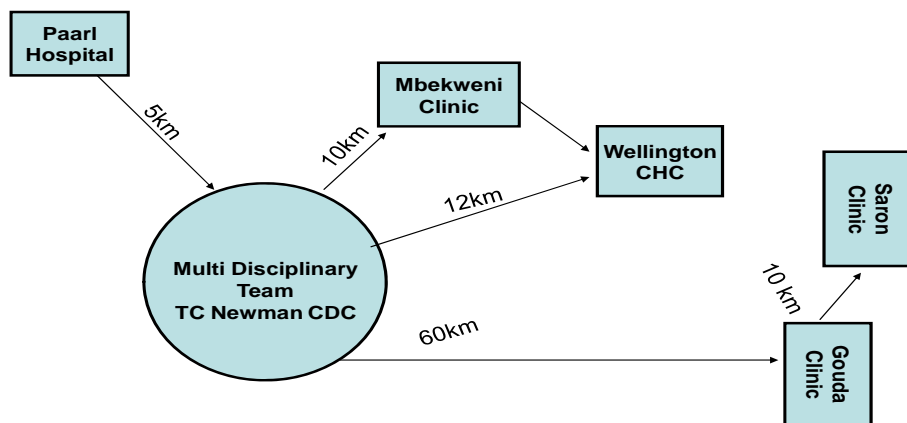 Paarl
Hospital
5km
Mbekweni
Clinic
10km
Wellington
CHC
12km
Saron
Clinic
Multi Disciplinary
Team
TC Newman CDC
10 km
60km
Gouda
Clinic